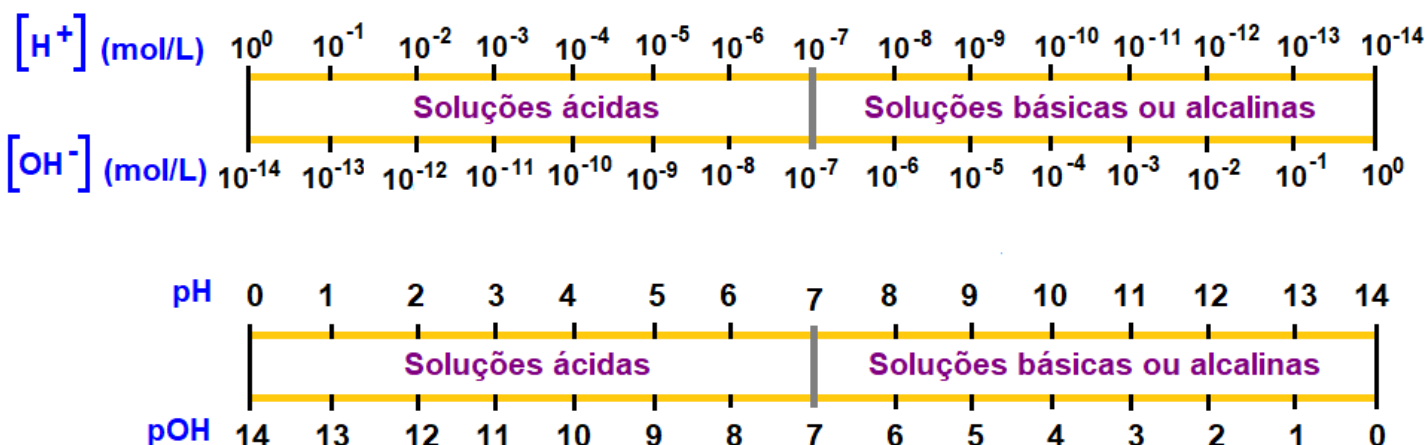 [H⁺] (mol/L) 10⁰ 10⁻¹ 10⁻² 10⁻³ 10⁻⁴ 10⁻⁵ 10⁻⁶ 10⁻⁷ 10⁻⁸ 10⁻⁹ 10⁻¹⁰ 10⁻¹¹ 10⁻¹² 10⁻¹³ 10⁻¹⁴
Soluções ácidas Soluções básicas ou alcalinas
[OH⁻] (mol/L) 10⁻¹⁴ 10⁻¹³ 10⁻¹² 10⁻¹¹ 10⁻¹⁰ 10⁻⁹ 10⁻⁸ 10⁻⁷ 10⁻⁶ 10⁻⁵ 10⁻⁴ 10⁻³ 10⁻² 10⁻¹ 10⁰
pH 0 1 2 3 4 5 6 7 8 9 10 11 12 13 14
Soluções ácidas Soluções básicas ou alcalinas
pOH 14 13 12 11 10 9 8 7 6 5 4 3 2 1 0